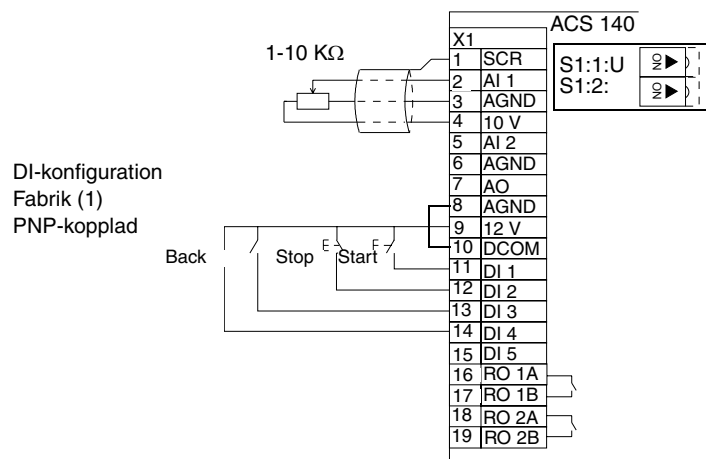 ACS 140
X1
1-10 KΩ
1 SCR
2 AI 1
3 AGND
4 10 V
5 AI 2
6 AGND
7 AO
8 AGND
9 12 V
10 DCOM
11 DI 1
12 DI 2
13 DI 3
14 DI 4
15 DI 5
16 RO 1A
17 RO 1B
18 RO 2A
19 RO 2B
S1:1:U
S1:2:
ON
ON
DI-konfiguration
Fabrik (1)
PNP-kopplad
Back Stop E Start F